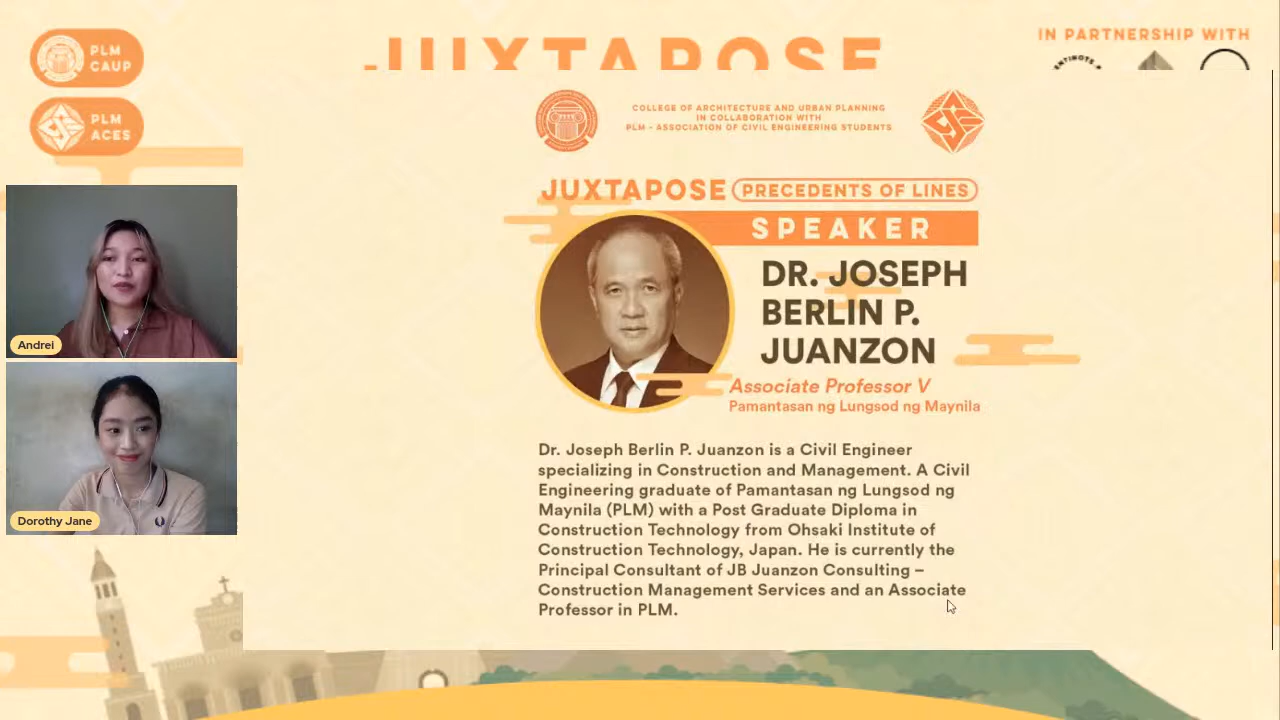 PLM
CAUP
PLM
ACES
JUXTAPOSE
IN PARTNERSHIP WITH
COLLEGE OF ARCHITECTURE AND URBAN PLANNING
IN COLLABORATION WITH
PLM - ASSOCIATION OF CIVIL ENGINEERING STUDENTS
JUXTAPOSE PRECEDENTS OF LINES
SPEAKER
DR. JOSEPH
BERLIN P.
JUANZON
Associate Professor V
Pamantasan ng Lungsod ng Maynila
Dr. Joseph Berlin P. Juanzon is a Civil Engineer
specializing in Construction and Management. A Civil
Engineering graduate of Pamantasan ng Lungsod ng
Maynila (PLM) with a Post Graduate Diploma in
Construction Technology from Ohsaki Institute of
Construction Technology, Japan. He is currently the
Principal Consultant of JB Juanzon Consulting –
Construction Management Services and an Associate
Professor in PLM.
Andrei
Dorothy Jane